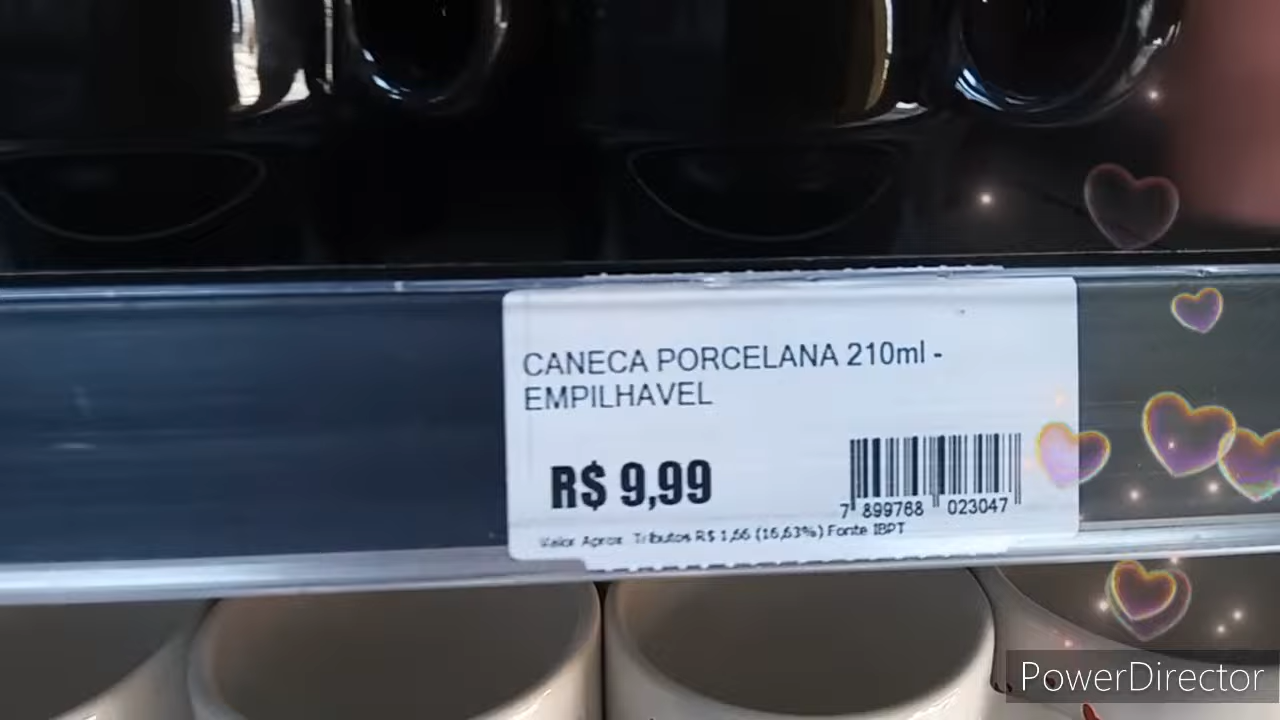 CANECA PORCELANA 210ml -
EMPILHAVEL
R$ 9,99
7 899768 023047
Valor Aprox. Tributos R$ 1,66 (16,63%) Fonte IBPT
PowerDirector